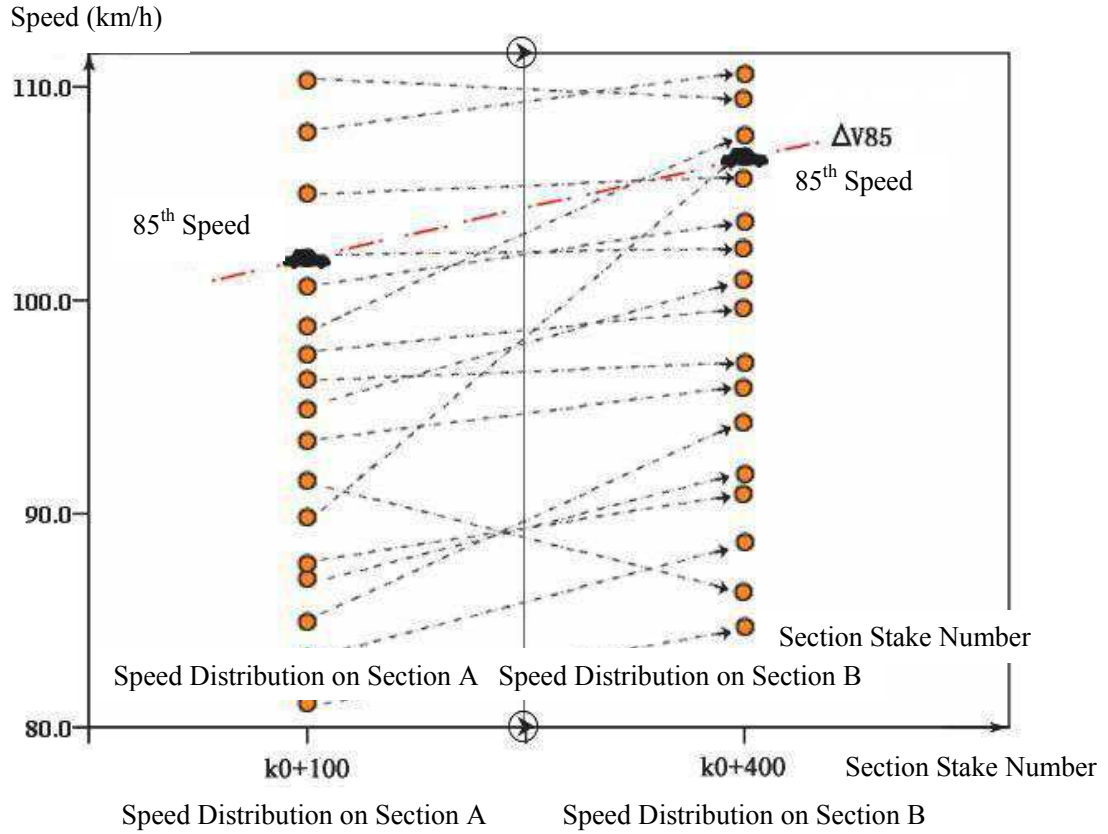 Speed (km/h)
110.0
ΔV85
85th Speed
85th Speed
100.0
90.0
Section Stake Number
Speed Distribution on Section A
Speed Distribution on Section B
80.0
k0+100
k0+400
Section Stake Number
Speed Distribution on Section A
Speed Distribution on Section B